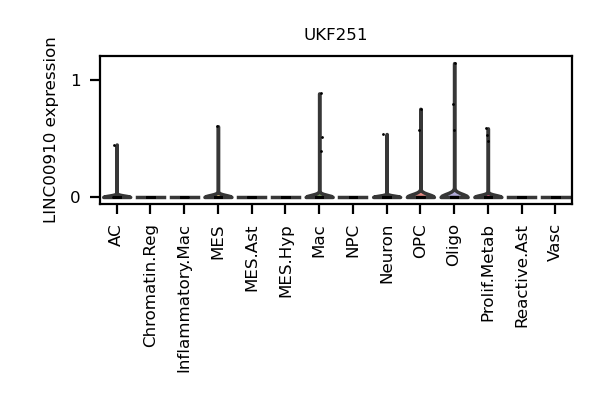 UKF251
LINC00910 expression
1
0
AC
Chromatin.Reg
Inflammatory.Mac
MES
MES.Ast
MES.Hyp
Mac
NPC
Neuron
OPC
Oligo
Prolif.Metab
Reactive.Ast
Vasc